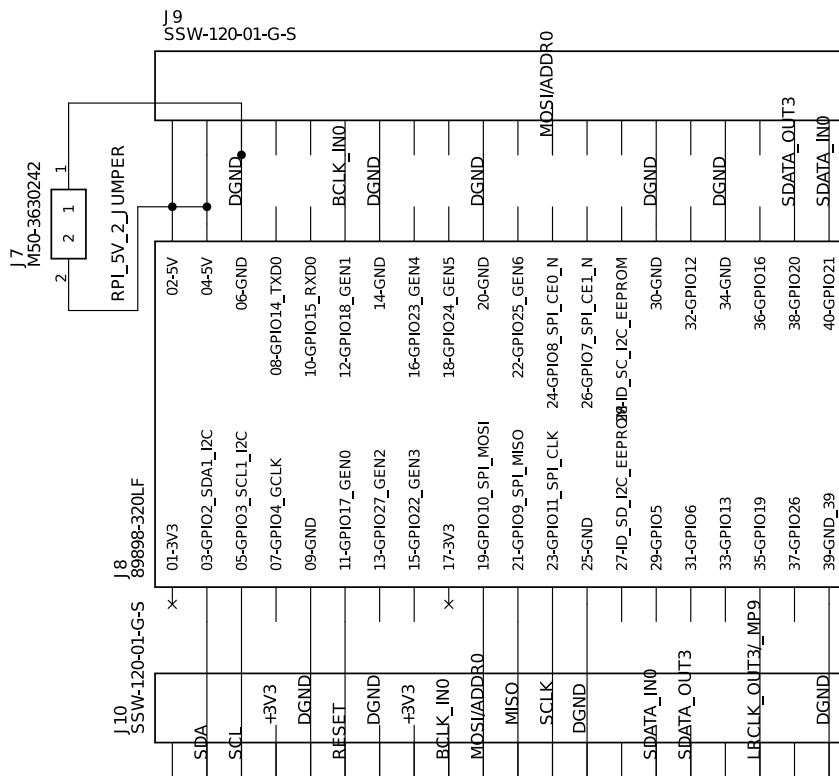 J9
SSW-120-01-G-S
MOSI/ADDR0
DGND
BCLK_IN0
DGND
DGND
DGND
DGND
SDATA_OUT3
SDATA_IN0
J7
M50-3630242
1
2
1
2
RPI_5V_2_JUMPER
02-5V
04-5V
06-GND
08-GPIO14_TXD0
10-GPIO15_RXD0
12-GPIO18_GEN1
14-GND
16-GPIO23_GEN4
18-GPIO24_GEN5
20-GND
22-GPIO25_GEN6
24-GPIO8_SPI_CE0_N
26-GPIO7_SPI_CE1_N
28-ID_SC_I2C_EEPROM
30-GND
32-GPIO12
34-GND
36-GPIO16
38-GPIO20
40-GPIO21
J8
89898-320LF
01-3V3
03-GPIO2_SDA1_I2C
05-GPIO3_SCL1_I2C
07-GPIO4_GCLK
09-GND
11-GPIO17_GEN0
13-GPIO27_GEN2
15-GPIO22_GEN3
17-3V3
19-GPIO10_SPI_MOSI
21-GPIO9_SPI_MISO
23-GPIO11_SPI_CLK
25-GND
27-ID_SD_I2C_EEPROM
29-GPIO5
31-GPIO6
33-GPIO13
35-GPIO19
37-GPIO26
39-GND_39
J10
SSW-120-01-G-S
SDA
SCL
+3V3
DGND
RESET
DGND
+3V3
BCLK_IN0
MOSI/ADDR0
MISO
SCLK
DGND
SDATA_IN0
SDATA_OUT3
LRCLK_OUT3/_MP9
DGND